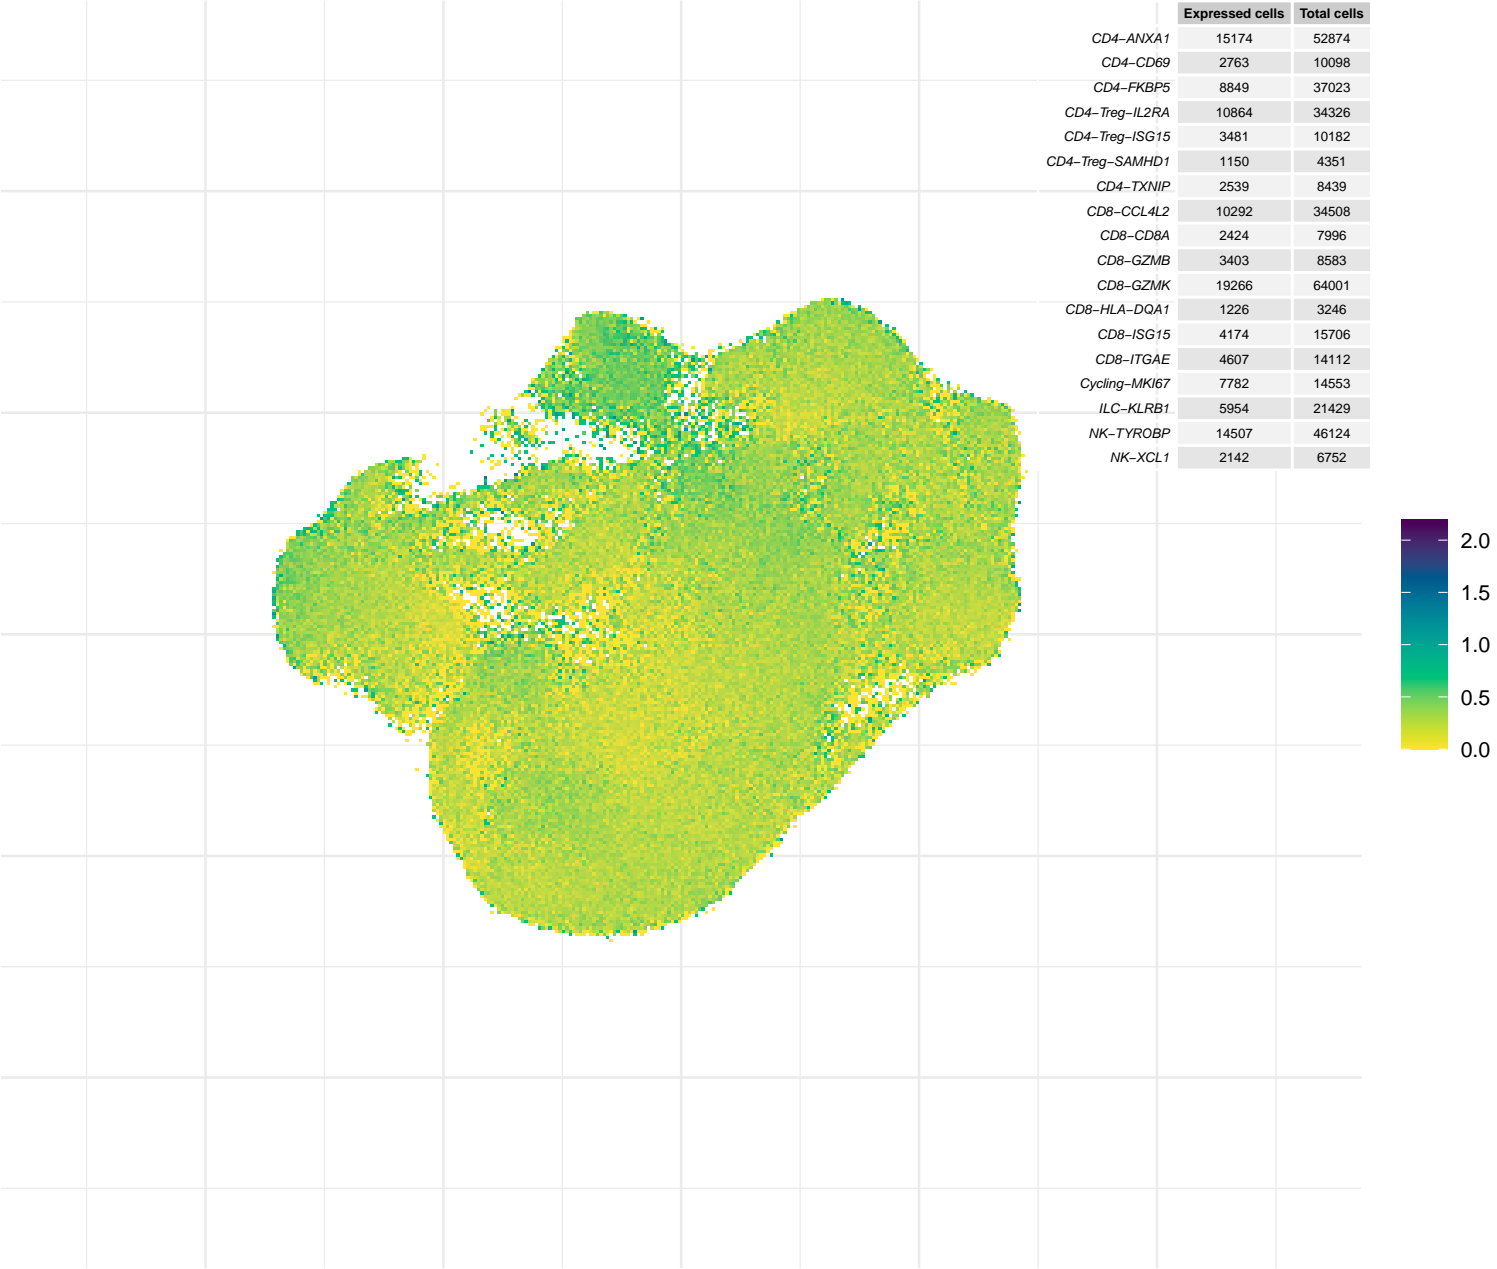 Expressed cells Total cells
CD4−ANXA1 15174 52874
CD4−CD69 2763 10098
CD4−FKBP5 8849 37023
CD4−Treg−IL2RA 10864 34326
CD4−Treg−ISG15 3481 10182
CD4−Treg−SAMHD1 1150 4351
CD4−TXNIP 2539 8439
CD8−CCL4L2 10292 34508
CD8−CD8A 2424 7996
CD8−GZMB 3403 8583
CD8−GZMK 19266 64001
CD8−HLA−DQA1 1226 3246
CD8−ISG15 4174 15706
CD8−ITGAE 4607 14112
Cycling−MKI67 7782 14553
ILC−KLRB1 5954 21429
NK−TYROBP 14507 46124
NK−XCL1 2142 6752
2.0
1.5
1.0
0.5
0.0